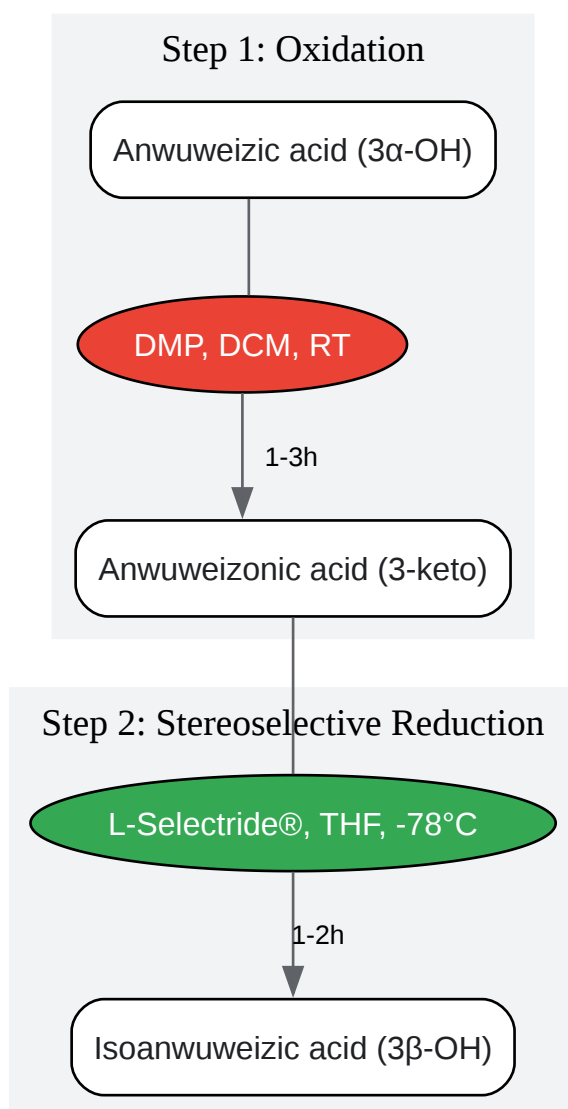 Step 1: Oxidation
Anwuweizic acid (3α-OH)
DMP, DCM, RT
1-3h
Anwuweizonic acid (3-keto)
Step 2: Stereoselective Reduction
L-Selectride®, THF, -78°C
1-2h
Isoanwuweizic acid (3β-OH)